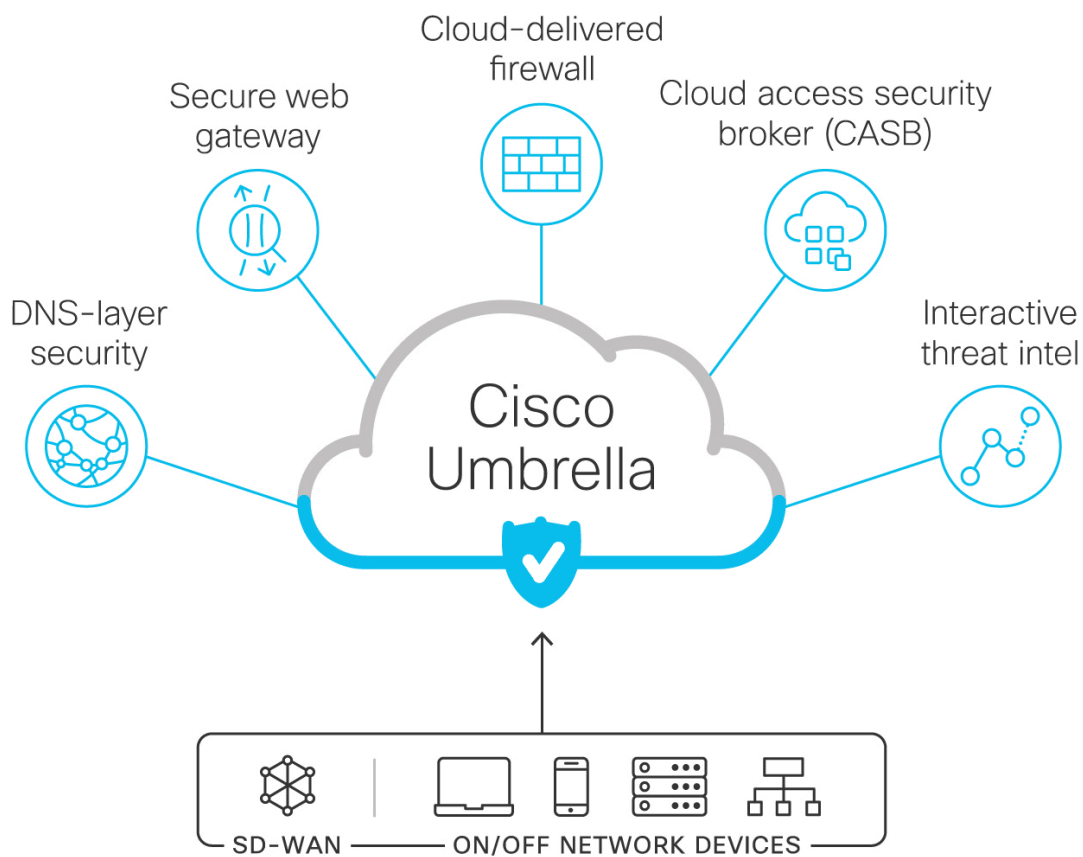 Cloud-delivered
firewall
Secure web
gateway
Cloud access security
broker (CASB)
DNS-layer
security
Interactive
threat intel
Cisco
Umbrella
SD-WAN
ON/OFF NETWORK DEVICES